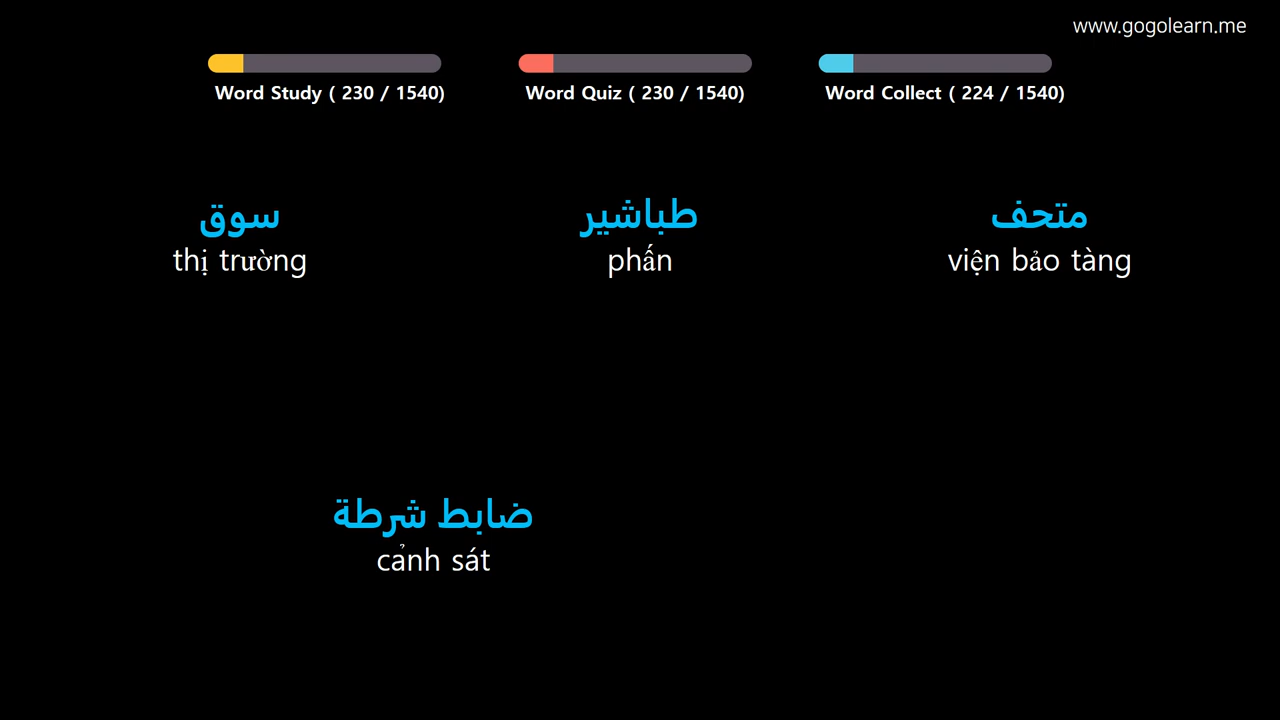 www.gogolearn.me
Word Study ( 230 / 1540)
Word Quiz ( 230 / 1540)
Word Collect ( 224 / 1540)
سوق
thị trường
طباشير
phấn
متحف
viện bảo tàng
ضابط شرطة
cảnh sát